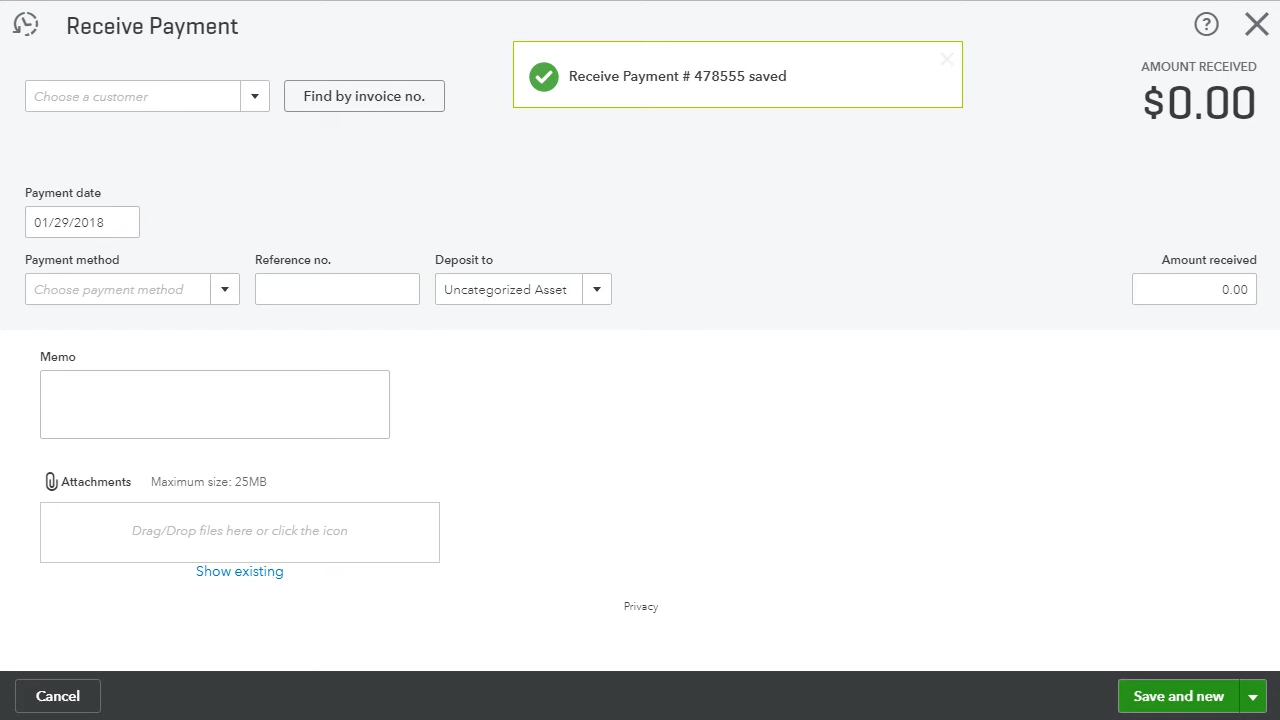 Receive Payment
Receive Payment # 478555 saved
AMOUNT RECEIVED
$0.00
Choose a customer
Find by invoice no.
Payment date
01/29/2018
Payment method
Reference no.
Deposit to
Amount received
Choose payment method
Uncategorized Asset
0.00
Memo
Attachments
Maximum size: 25MB
Drag/Drop files here or click the icon
Show existing
Privacy
Cancel
Save and new